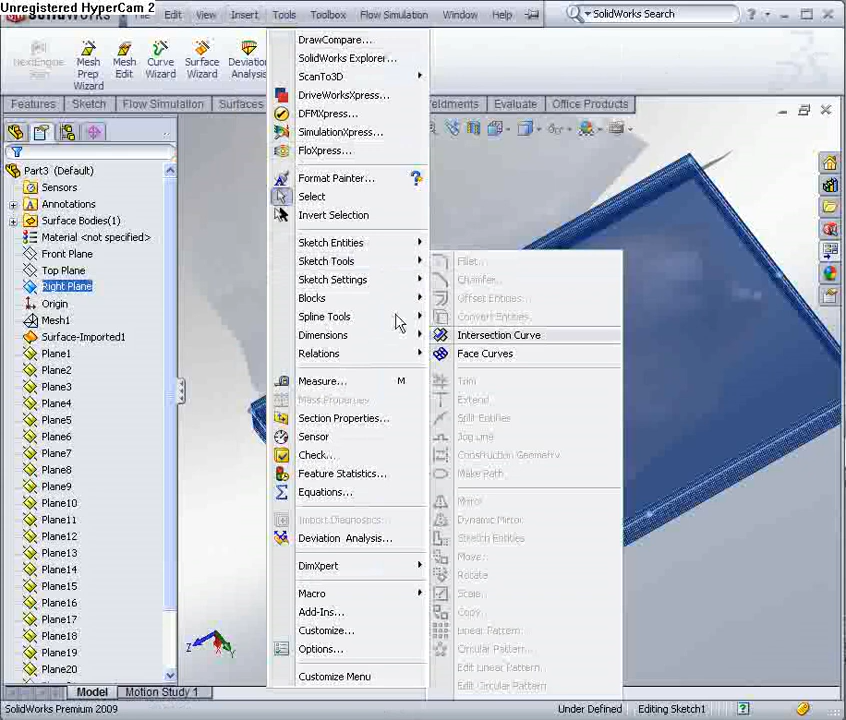 Unregistered HyperCam 2
File Edit View Insert Tools Toolbox Flow Simulation Window Help SolidWorks Search
NextEngine Scan
Mesh Prep Wizard
Mesh Edit
Curve Wizard
Surface Wizard
Deviation Analysis
Features Sketch Flow Simulation Surfaces eldments Evaluate Office Products
Part3 (Default)
Sensors
Annotations
Surface Bodies(1)
Material <not specified>
Front Plane
Top Plane
Right Plane
Origin
Mesh1
Surface-Imported1
Plane1
Plane2
Plane3
Plane4
Plane5
Plane6
Plane7
Plane8
Plane9
Plane10
Plane11
Plane12
Plane13
Plane14
Plane15
Plane16
Plane17
Plane18
Plane19
Plane20
DrawCompare...
SolidWorks Explorer...
ScanTo3D
DriveWorksXpress...
DFMXpress...
SimulationXpress...
FloXpress...
Format Painter...
Select
Invert Selection
Sketch Entities
Sketch Tools
Sketch Settings
Blocks
Spline Tools
Dimensions
Relations
Measure... M
Mass Properties
Section Properties...
Sensor
Check...
Feature Statistics...
Equations...
Import Diagnostics...
Deviation Analysis...
DimXpert
Macro
Add-Ins...
Customize...
Options...
Customize Menu
Fillet...
Chamfer...
Offset Entities...
Convert Entities
Intersection Curve
Face Curves
Trim
Extend
Split Entities
Jog Line
Construction Geometry
Make Path
Mirror
Dynamic Mirror
Stretch Entities
Move...
Rotate
Scale...
Copy...
Linear Pattern...
Circular Pattern...
Edit Linear Pattern...
Edit Circular Pattern
Z Y
Model Motion Study 1
SolidWorks Premium 2009 Under Defined Editing Sketch1